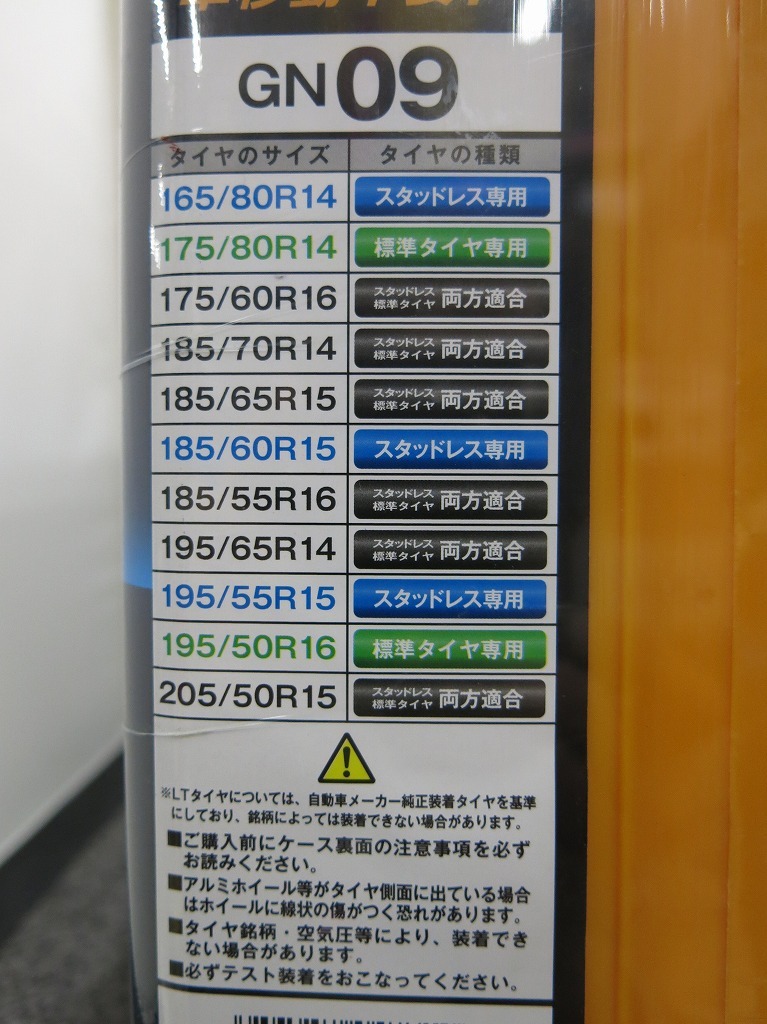 GN09
タイヤのサイズ タイヤの種類
165/80R14 スタッドレス専用
175/80R14 標準タイヤ専用
175/60R16 スタッドレス 標準タイヤ 両方適合
185/70R14 スタッドレス 標準タイヤ 両方適合
185/65R15 スタッドレス 標準タイヤ 両方適合
185/60R15 スタッドレス専用
185/55R16 スタッドレス 標準タイヤ 両方適合
195/65R14 スタッドレス 標準タイヤ 両方適合
195/55R15 スタッドレス専用
195/50R16 標準タイヤ専用
205/50R15 スタッドレス 標準タイヤ 両方適合
※LTタイヤについては、自動車メーカー純正装着タイヤを基準
にしており、銘柄によっては装着できない場合があります。
■ご購入前にケース裏面の注意事項を必ず
お読みください。
■アルミホイール等がタイヤ側面に出ている場合
はホイールに線状の傷がつく恐れがあります。
■タイヤ銘柄・空気圧等により、装着でき
ない場合があります。
■必ずテスト装着をおこなってください。